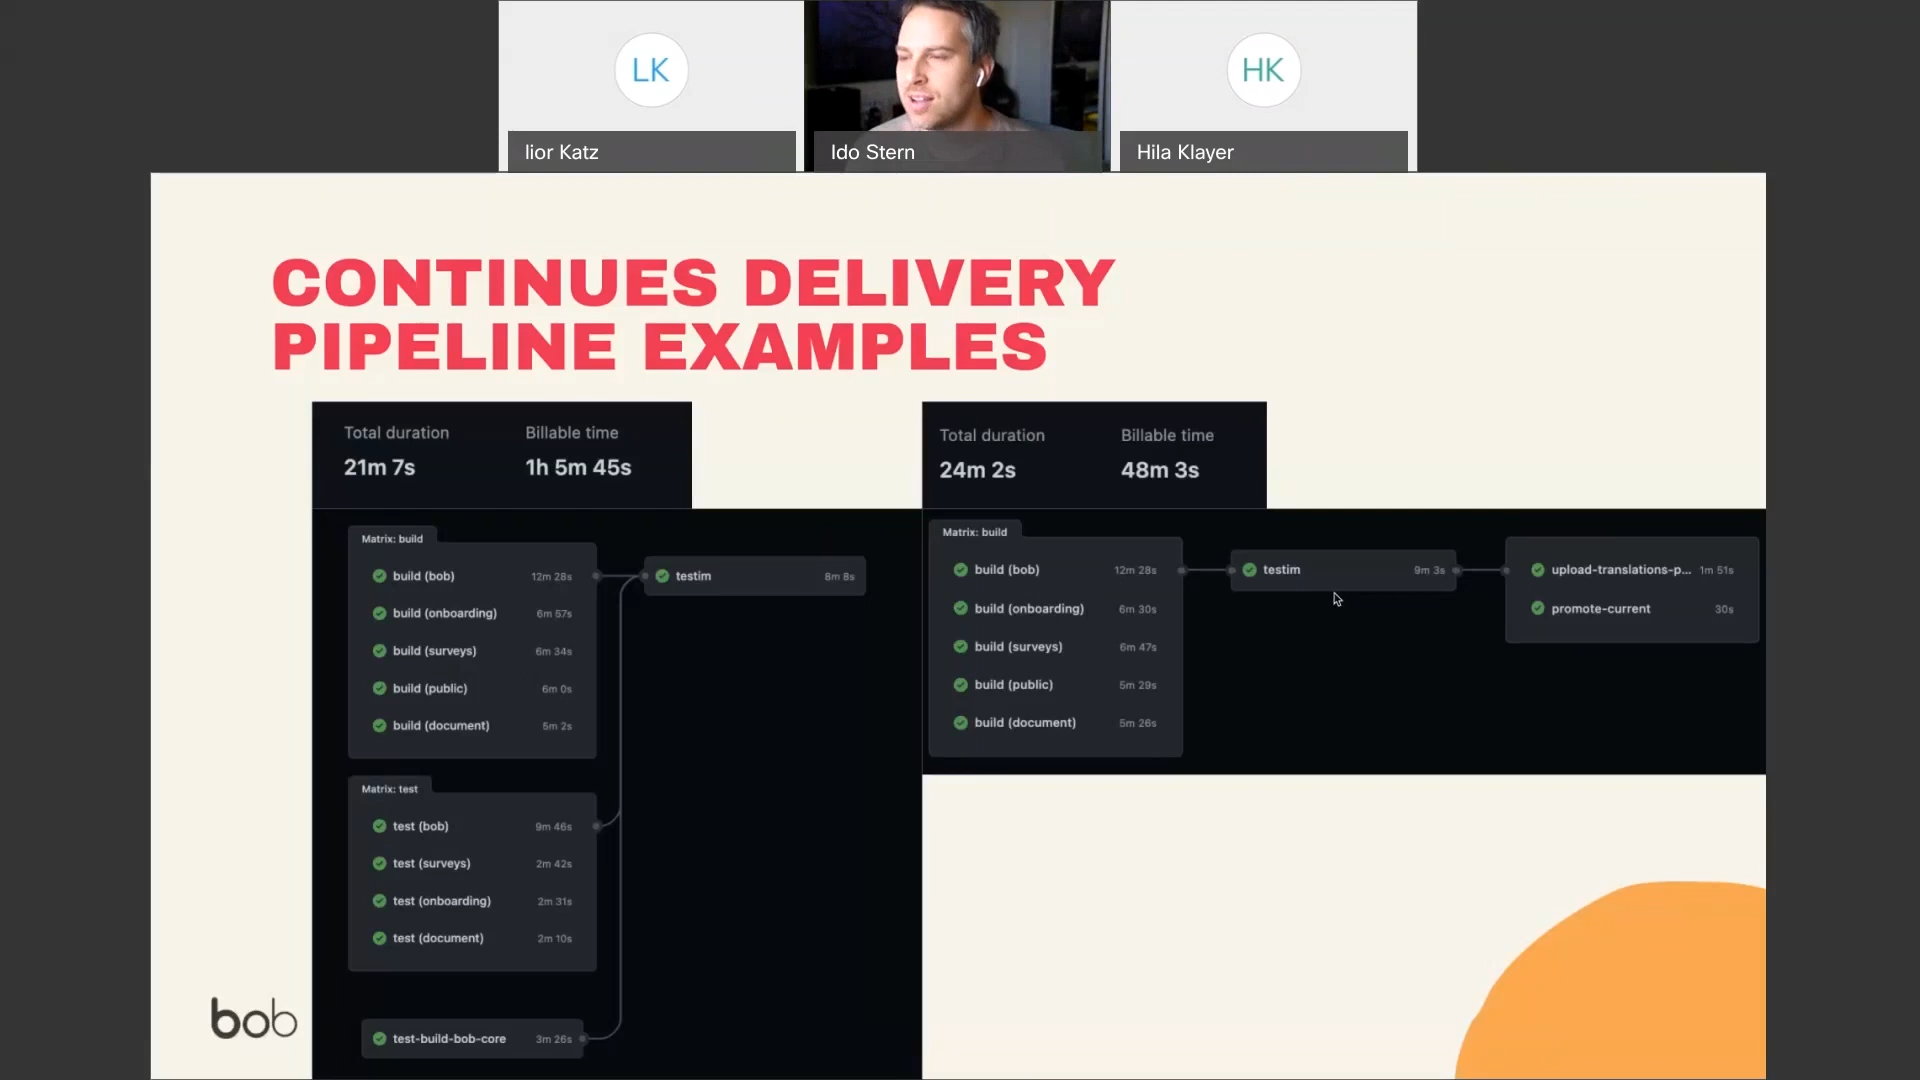 LK
HK
lior Katz
Ido Stern
Hila Klayer
CONTINUES DELIVERY
PIPELINE EXAMPLES
Total duration
Billable time
21m 7s
1h 5m 45s
Matrix: build
build (bob) 12m 28s
build (onboarding) 6m 57s
build (surveys) 6m 34s
build (public) 6m 0s
build (document) 5m 2s
testim 8m 8s
Matrix: test
test (bob) 9m 46s
test (surveys) 2m 42s
test (onboarding) 2m 31s
test (document) 2m 10s
test-build-bob-core 3m 26s
Total duration
Billable time
24m 2s
48m 3s
Matrix: build
build (bob) 12m 28s
build (onboarding) 6m 30s
build (surveys) 6m 47s
build (public) 5m 29s
build (document) 5m 26s
testim 9m 3s
upload-translations-p... 1m 51s
promote-current 30s
bob